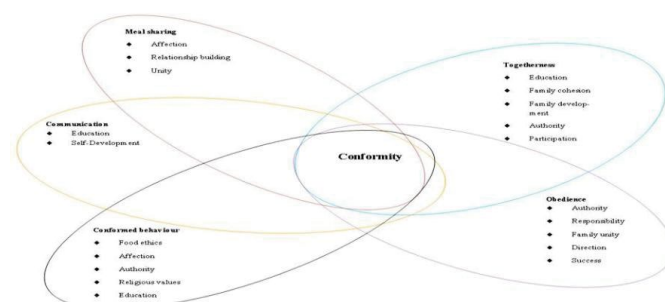 Meal sharing
◆ Affection
◆ Relationship building
◆ Unity
Togetherness
◆ Education
◆ Family cohesion
◆ Family develop-
ment
◆ Authority
◆ Participation
Communication
◆ Education
◆ Self-Development
Conformity
Obedience
◆ Authority
◆ Responsibility
◆ Family unity
◆ Direction
◆ Success
Conformed behaviour
◆ Food ethics
◆ Affection
◆ Authority
◆ Religious values
◆ Education